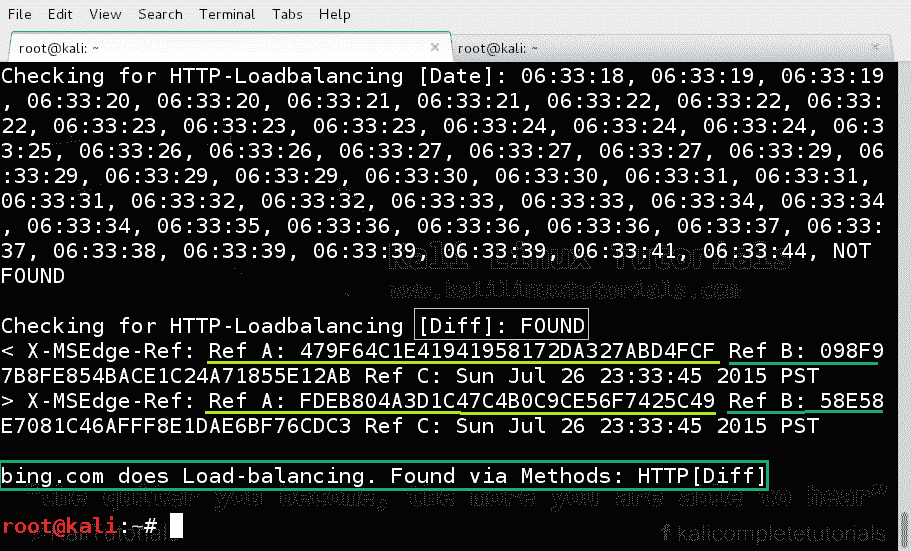 File Edit View Search Terminal Tabs Help
root@kali: ~ × root@kali: ~ ×
Checking for HTTP-Loadbalancing [Date]: 06:33:18, 06:33:19, 06:33:19
, 06:33:20, 06:33:20, 06:33:21, 06:33:21, 06:33:22, 06:33:22, 06:33:
22, 06:33:23, 06:33:23, 06:33:23, 06:33:24, 06:33:24, 06:33:24, 06:3
3:25, 06:33:26, 06:33:26, 06:33:27, 06:33:27, 06:33:27, 06:33:29, 06
:33:29, 06:33:29, 06:33:29, 06:33:30, 06:33:30, 06:33:31, 06:33:31,
06:33:31, 06:33:32, 06:33:32, 06:33:33, 06:33:33, 06:33:34, 06:33:34
, 06:33:34, 06:33:35, 06:33:36, 06:33:36, 06:33:36, 06:33:37, 06:33:
37, 06:33:38, 06:33:39, 06:33:39, 06:33:39, 06:33:41, 06:33:44, NOT
FOUND
Kali Linux Tutorials
www.kalilinuxtutorials.com
Checking for HTTP-Loadbalancing [Diff]: FOUND
< X-MSEdge-Ref: Ref A: 479F64C1E41941958172DA327ABD4FCF Ref B: 098F9
7B8FE854BACE1C24A71855E12AB Ref C: Sun Jul 26 23:33:45 2015 PST
> X-MSEdge-Ref: Ref A: FDEB804A3D1C47C4B0C9CE56F7425C49 Ref B: 58E58
E7081C46AFFF8E1DAE6BF76CDC3 Ref C: Sun Jul 26 23:33:45 2015 PST
bing.com does Load-balancing. Found via Methods: HTTP[Diff]
"the quieter you become, the more you are able to hear"
root@kali:~#
KaliTutorials
kalicompletetutorials